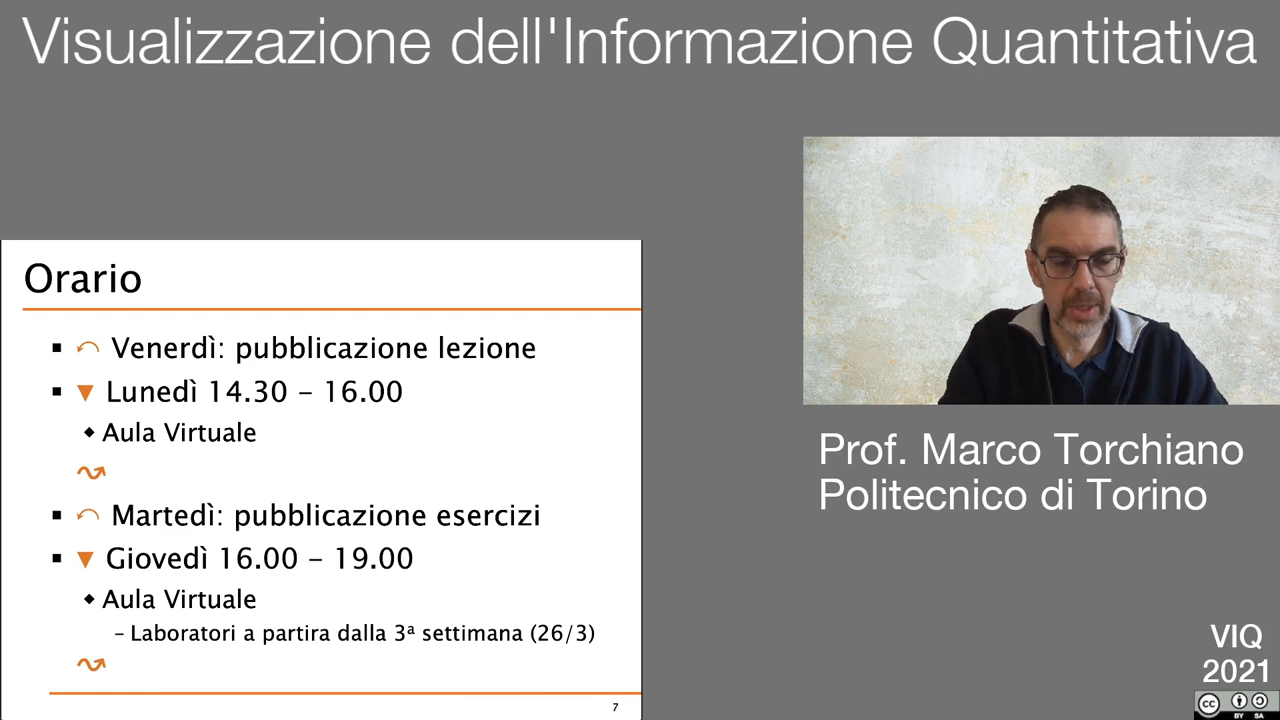 Visualizzazione dell'Informazione Quantitativa
Orario
Venerdì: pubblicazione lezione
Lunedì 14.30 – 16.00
Aula Virtuale
Martedì: pubblicazione esercizi
Giovedì 16.00 – 19.00
Aula Virtuale
– Laboratori a partira dalla 3ª settimana (26/3)
7
Prof. Marco Torchiano
Politecnico di Torino
VIQ
2021
cc
BY SA